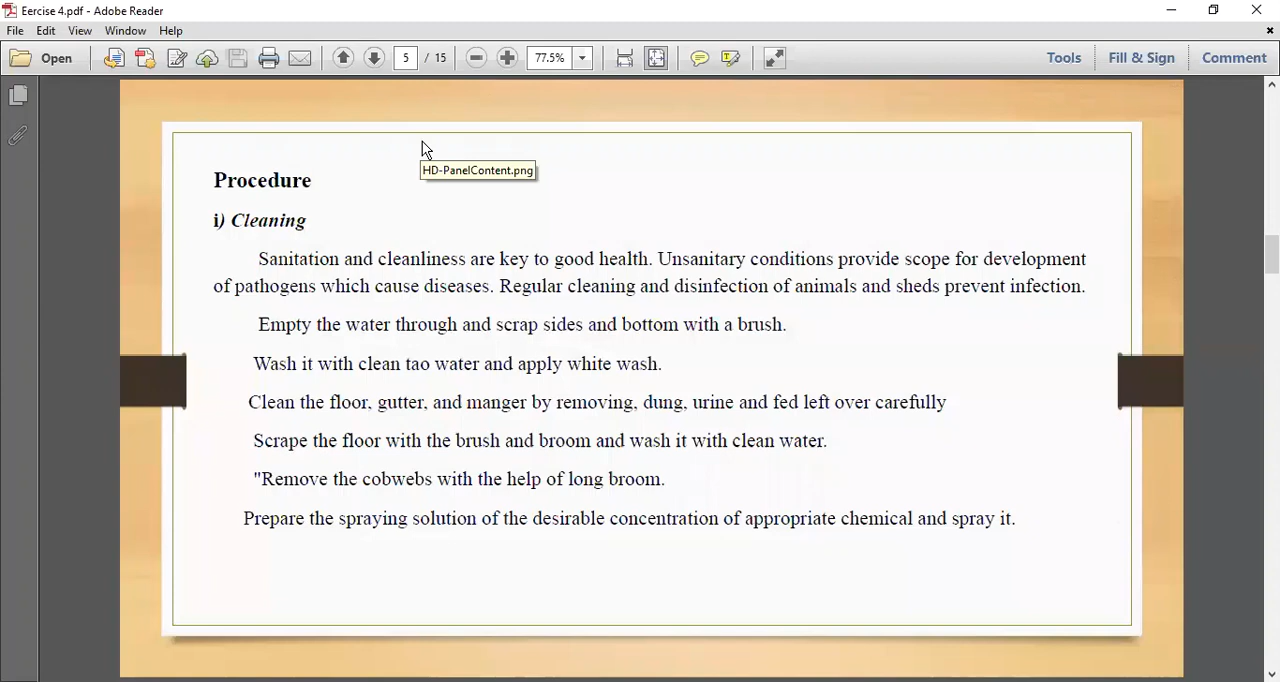 Eercise 4.pdf - Adobe Reader
File Edit View Window Help
Open 5 / 15 77.5% Tools Fill & Sign Comment
HD-PanelContent.png
Procedure
i) Cleaning
Sanitation and cleanliness are key to good health. Unsanitary conditions provide scope for development
of pathogens which cause diseases. Regular cleaning and disinfection of animals and sheds prevent infection.
Empty the water through and scrap sides and bottom with a brush.
Wash it with clean tao water and apply white wash.
Clean the floor, gutter, and manger by removing, dung, urine and fed left over carefully
Scrape the floor with the brush and broom and wash it with clean water.
"Remove the cobwebs with the help of long broom.
Prepare the spraying solution of the desirable concentration of appropriate chemical and spray it.